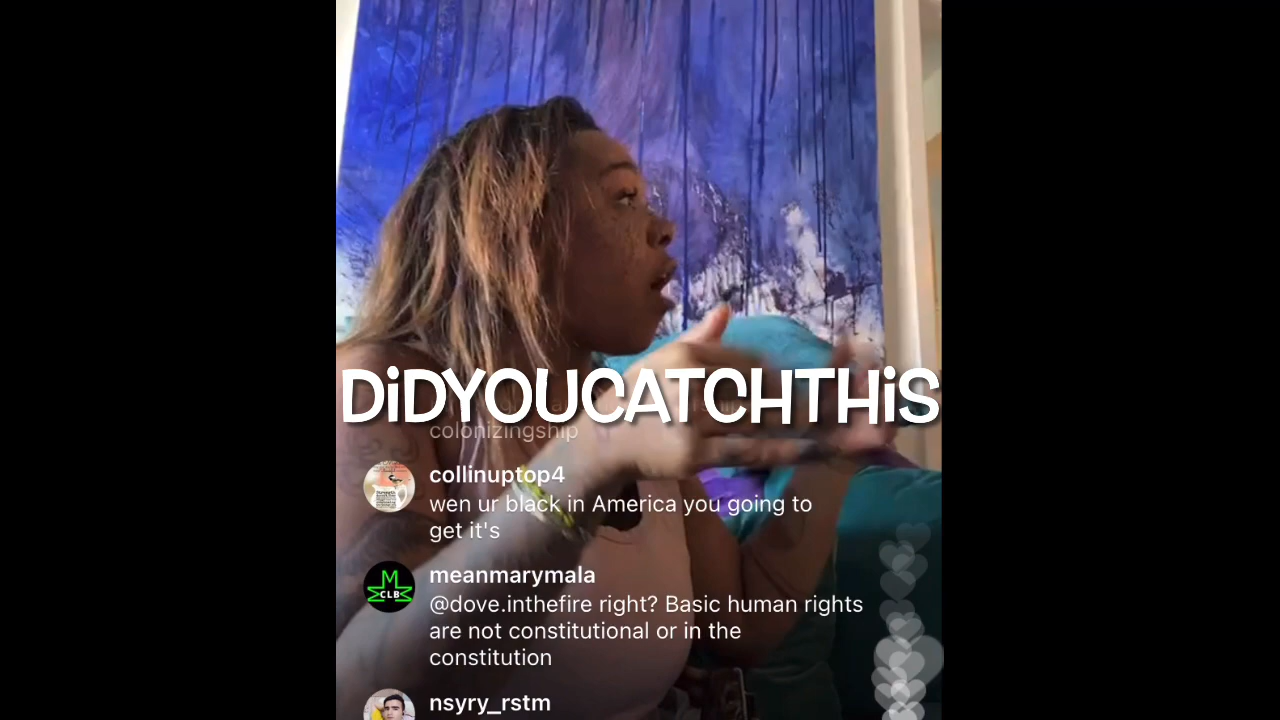 DiDYOUCATCHTHiS
colonizingship
collinuptop4
wen ur black in America you going to
get it's
meanmarymala
M
CLB
@dove.inthefire right? Basic human rights
are not constitutional or in the
constitution
nsyry_rstm